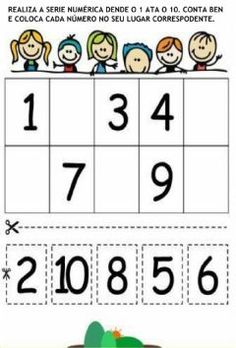 REALIZA A SERIE NUMÉRICA DENDE O 1 ATA O 10. CONTA BEN
E COLOCA CADA NÚMERO NO SEU LUGAR CORRESPODENTE.
1 3 4
7 9
2 10 8 5 6